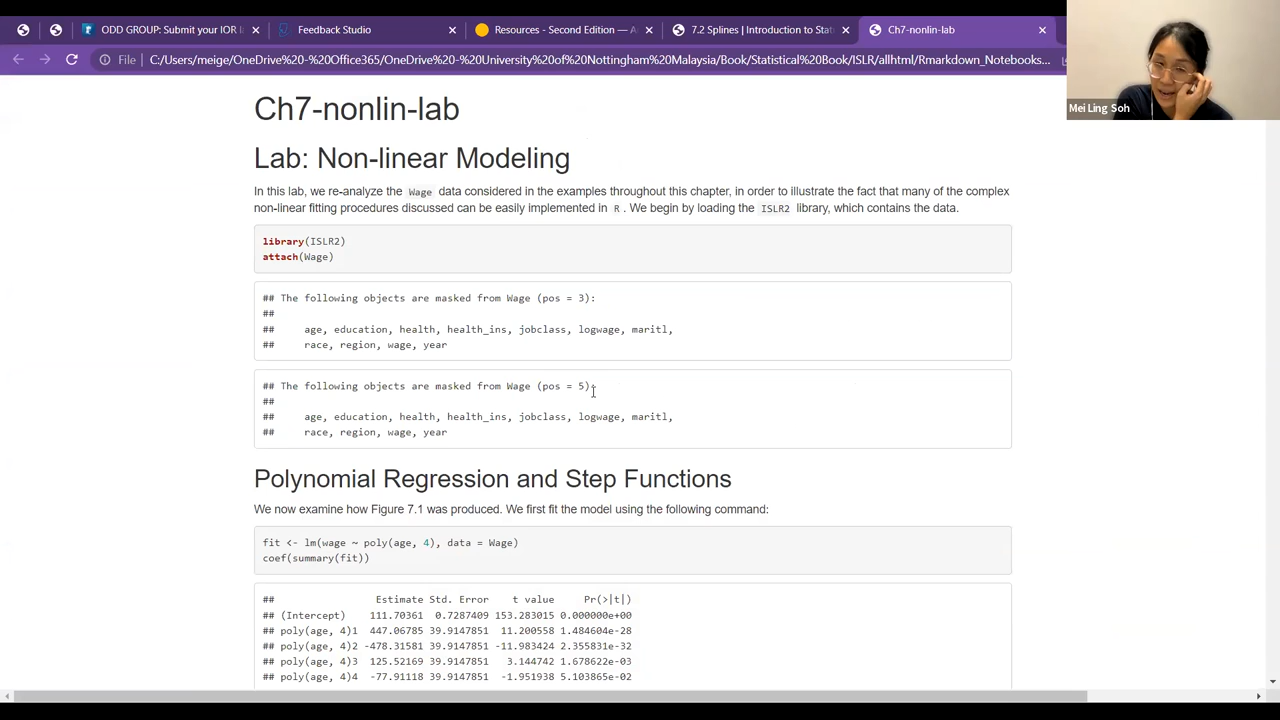 ODD GROUP: Submit your IOR
Feedback Studio
Resources - Second Edition —
7.2 Splines | Introduction to
Ch7-nonlin-lab
File
C:/Users/meige/OneDrive%20-%20Office365/OneDrive%20-%20University%20of%20Nottingham%20Malaysia/Book/Statistical%20Book/ISLR/allhtml/Rmarkdown_Notebooks...
Mei Ling Soh
Ch7-nonlin-lab
Lab: Non-linear Modeling
In this lab, we re-analyze the Wage data considered in the examples throughout this chapter, in order to illustrate the fact that many of the complex
non-linear fitting procedures discussed can be easily implemented in R . We begin by loading the ISLR2 library, which contains the data.
library(ISLR2)
attach(Wage)
## The following objects are masked from Wage (pos = 3):
##
##     age, education, health, health_ins, jobclass, logwage, maritl,
##     race, region, wage, year
## The following objects are masked from Wage (pos = 5):
##
##     age, education, health, health_ins, jobclass, logwage, maritl,
##     race, region, wage, year
Polynomial Regression and Step Functions
We now examine how Figure 7.1 was produced. We first fit the model using the following command:
fit <- lm(wage ~ poly(age, 4), data = Wage)
coef(summary(fit))
##                Estimate Std. Error    t value     Pr(>|t|)
## (Intercept)    111.70361  0.7287409 153.283015 0.000000e+00
## poly(age, 4)1  447.06785 39.9147851  11.200558 1.484604e-28
## poly(age, 4)2 -478.31581 39.9147851 -11.983424 2.355831e-32
## poly(age, 4)3  125.52169 39.9147851   3.144742 1.678622e-03
## poly(age, 4)4  -77.91118 39.9147851  -1.951938 5.103865e-02